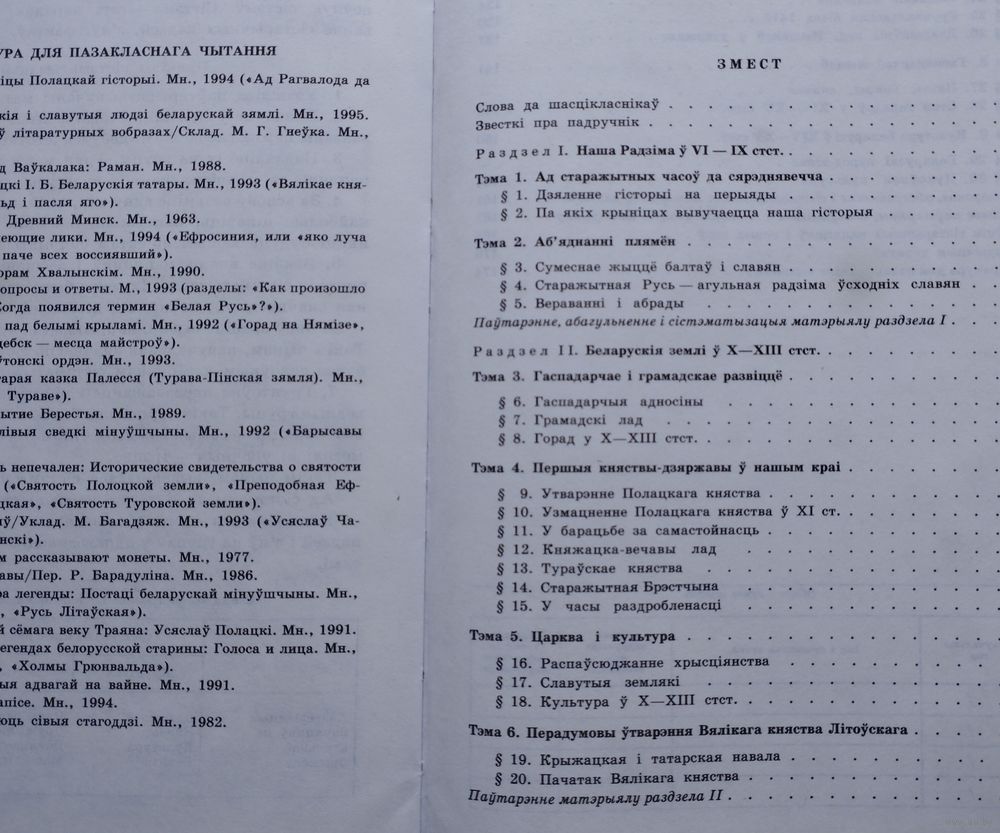 УРА ДЛЯ ПАЗАКЛАСНАГА ЧЫТАННЯ
іцы Полацкай гісторыі. Мн., 1994 («Ад Рагвалода да
кія і славутыя людзі беларускай зямлі. Мн., 1995.
ў літаратурных вобразах/Склад. М. Г. Гнеўка. Мн.,
д Ваўкалака: Раман. Мн., 1988.
цкі І. Б. Беларускія татары. Мн., 1993 («Вялікае кня-
ьд і пасля яго»).
Древний Минск. Мн., 1963.
еющие лики. Мн., 1994 («Ефросиния, или «яко луча
паче всех воссиявший»).
орам Хвалынскім. Мн., 1990.
опросы и ответы. М., 1993 (разделы: «Как произошло
Когда появился термин «Белая Русь»?»).
пад белымі крыламі. Мн., 1992 («Горад на Нямізе»,
цебск — месца майстроў»).
ўтонскі ордэн. Мн., 1993.
тарая казка Палесся (Турава-Пінская зямля). Мн.,
Тураве»).
ытие Берестья. Мн., 1989.
лівыя сведкі мінуўшчыны. Мн., 1992 («Барысавы
ь непечален: Исторические свидетельства о святости
(«Святость Полоцкой земли», «Преподобная Еф-
цкая», «Святость Туровской земли»).
ыў/Уклад. М. Багадзяж. Мн., 1993 («Усяслаў Ча-
нскі»).
м рассказывают монеты. Мн., 1977.
авы/Пер. Р. Барадуліна. Мн., 1986.
ра легенды: Постаці беларускай мінуўшчыны. Мн.,
, «Русь Літаўская»).
й сёмага веку Траяна: Усяслаў Полацкі. Мн., 1991.
егендах белорусской старины: Голоса и лица. Мн.,
, «Холмы Грюнвальда»).
ыя адвагай на вайне. Мн., 1991.
апісе. Мн., 1994.
юць сівыя стагоддзі. Мн., 1982.
ЗМЕСТ
Слова да шасцікласнікаў . . . . . . . . . .
Звесткі пра падручнік . . . . . . . . . .
Раздзел I. Наша Радзіма ў VI — IX стст. . . . . . . .
Тэма 1. Ад старажытных часоў да сярэднявечча . . . . . .
§ 1. Дзяленне гісторыі на перыяды . . . . . .
§ 2. Па якіх крыніцах вывучаецца наша гісторыя . . . .
Тэма 2. Аб'яднанні плямён . . . . . . . . .
§ 3. Сумеснае жыццё балтаў і славян . . . . . .
§ 4. Старажытная Русь — агульная радзіма ўсходніх славян .
§ 5. Вераванні і абрады . . . . . . . .
Паўтарэнне, абагульненне і сістэматызацыя матэрыялу раздзела I . .
Раздзел II. Беларускія землі ў X—XIII стст. . . . . . .
Тэма 3. Гаспадарчае і грамадскае развіццё . . . . . . .
§ 6. Гаспадарчыя адносіны . . . . . . .
§ 7. Грамадскі лад . . . . . . . .
§ 8. Горад у X—XIII стст. . . . . . . . .
Тэма 4. Першыя княствы-дзяржавы ў нашым краі . . . . .
§ 9. Утварэнне Полацкага княства . . . . . .
§ 10. Узмацненне Полацкага княства ў XI ст. . . . . .
§ 11. У барацьбе за самастойнасць . . . . . .
§ 12. Княжацка-вечавы лад . . . . . . .
§ 13. Тураўскае княства . . . . . . . .
§ 14. Старажытная Брэстчына . . . . . . .
§ 15. У часы раздробленасці . . . . . . .
Тэма 5. Царква і культура . . . . . . . . .
§ 16. Распаўсюджанне хрысціянства . . . . . .
§ 17. Славутыя землякі . . . . . . . .
§ 18. Культура ў X—XIII стст. . . . . . . .
Тэма 6. Перадумовы ўтварэння Вялікага княства Літоўскага . . . .
§ 19. Крыжацкая і татарская навала . . . . . .
§ 20. Пачатак Вялікага княства . . . . . . .
Паўтарэнне матэрыялу раздзела II . . . . . . . .